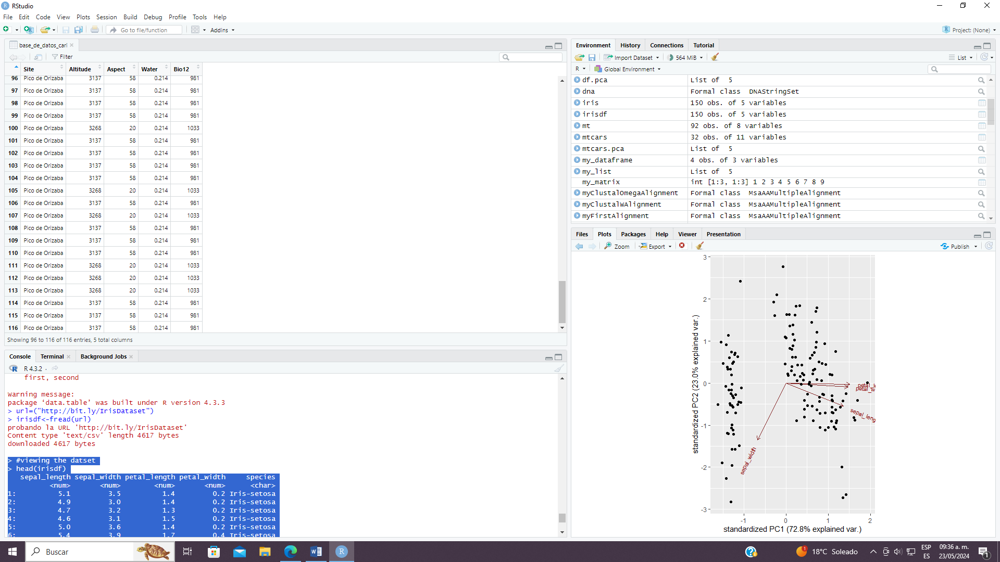 RStudio
File Edit Code View Plots Session Build Debug Profile Tools Help
Go to file/function Addins Project: (None)
base_de_datos_cari
Filter
Site Altitude Aspect Water Bio12
96 Pico de Orizaba 3137 58 0.214 981
97 Pico de Orizaba 3137 58 0.214 981
98 Pico de Orizaba 3137 58 0.214 981
99 Pico de Orizaba 3137 58 0.214 981
100 Pico de Orizaba 3268 20 0.214 1033
101 Pico de Orizaba 3137 58 0.214 981
102 Pico de Orizaba 3137 58 0.214 981
103 Pico de Orizaba 3137 58 0.214 981
104 Pico de Orizaba 3137 58 0.214 981
105 Pico de Orizaba 3268 20 0.214 1033
106 Pico de Orizaba 3137 58 0.214 981
107 Pico de Orizaba 3268 20 0.214 1033
108 Pico de Orizaba 3137 58 0.214 981
109 Pico de Orizaba 3137 58 0.214 981
110 Pico de Orizaba 3137 58 0.214 981
111 Pico de Orizaba 3268 20 0.214 1033
112 Pico de Orizaba 3268 20 0.214 1033
113 Pico de Orizaba 3268 20 0.214 1033
114 Pico de Orizaba 3137 58 0.214 981
115 Pico de Orizaba 3137 58 0.214 981
116 Pico de Orizaba 3137 58 0.214 981
Showing 96 to 116 of 116 entries, 5 total columns
Console Terminal Background Jobs
R 4.3.2 ·
first, second
Warning message:
package ‘data.table’ was built under R version 4.3.3
> url=("http://bit.ly/IrisDataset")
> irisdf<-fread(url)
probando la URL 'http://bit.ly/IrisDataset'
Content type 'text/csv' length 4617 bytes
downloaded 4617 bytes
> #viewing the datset
> head(irisdf)
sepal_length sepal_width petal_length petal_width species
<num> <num> <num> <num> <char>
1: 5.1 3.5 1.4 0.2 Iris-setosa
2: 4.9 3.0 1.4 0.2 Iris-setosa
3: 4.7 3.2 1.3 0.2 Iris-setosa
4: 4.6 3.1 1.5 0.2 Iris-setosa
5: 5.0 3.6 1.4 0.2 Iris-setosa
6: 5.4 3.9 1.7 0.4 Iris-setosa
Environment History Connections Tutorial
Import Dataset 564 MiB List
R Global Environment
df.pca List of 5
dna Formal class DNAStringSet
iris 150 obs. of 5 variables
irisdf 150 obs. of 5 variables
mt 92 obs. of 8 variables
mtcars 32 obs. of 11 variables
mtcars.pca List of 5
my_dataframe 4 obs. of 3 variables
my_list List of 5
my_matrix int [1:3, 1:3] 1 2 3 4 5 6 7 8 9
myClustalOmegaAlignment Formal class MsaAAMultipleAlignment
myClustalWAlignment Formal class MsaAAMultipleAlignment
myFirstAlignment Formal class MsaAAMultipleAlignment
Files Plots Packages Help Viewer Presentation
Zoom Export Publish
standardized PC2 (23.0% explained var.)
3
2
1
0
-1
-2
-3
petal_le
petal_w
sepal_leng
sepal_width
-1 0 1 2
standardized PC1 (72.8% explained var.)
Buscar
1
18°C Soleado
ESP
ES
09:36 a. m.
23/05/2024
1